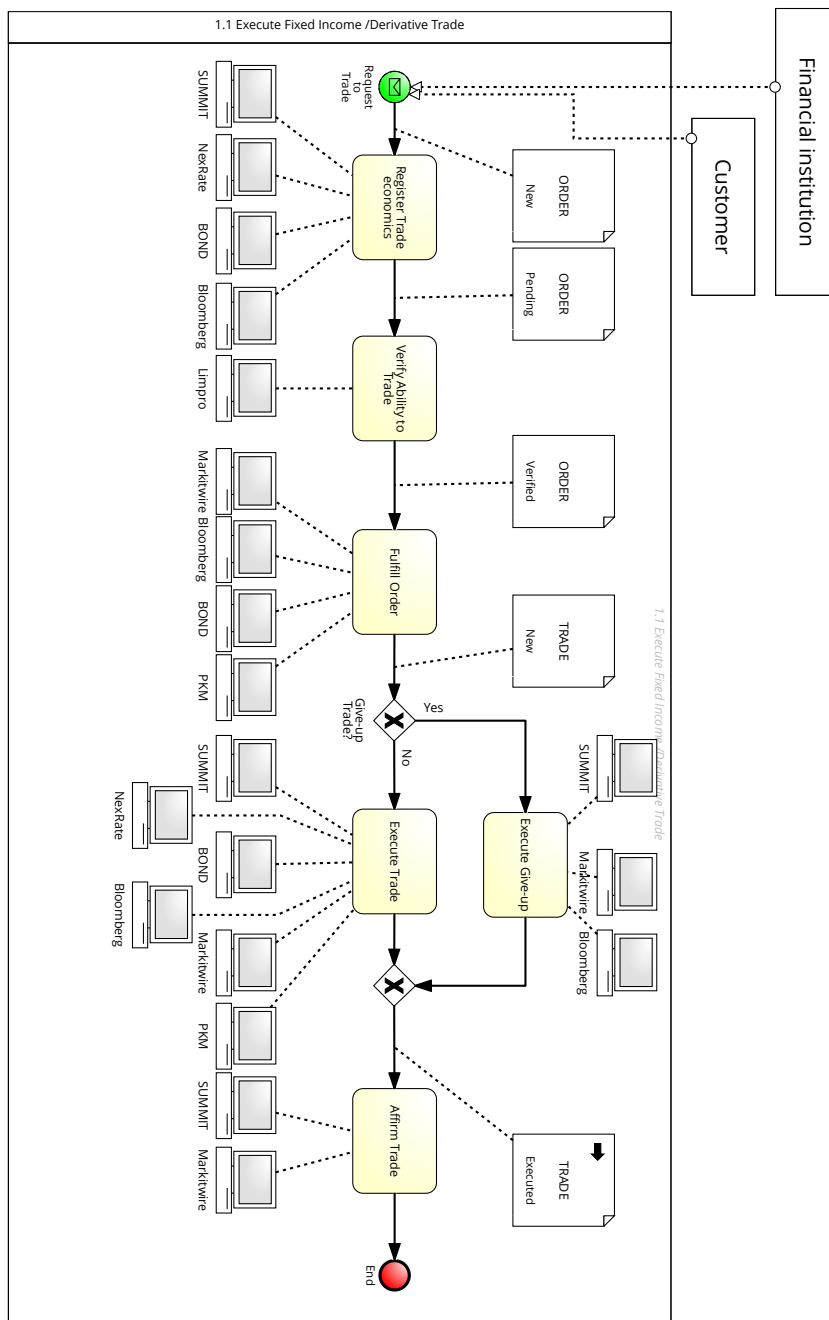 1.1 Execute Fixed Income /Derivative Trade
Financial institution
Customer
1.1 Execute Fixed Income /Derivative Trade
Request
to
Trade
ORDER
New
Register Trade
economics
SUMMIT
NexRate
BOND
Bloomberg
ORDER
Pending
Verify Ability to
Trade
Limpro
ORDER
Verified
Fulfill Order
Markitwire
Bloomberg
BOND
PKM
TRADE
New
Give-up
Trade?
Yes
No
Execute Give-up
SUMMIT
Markitwire
Bloomberg
Execute Trade
SUMMIT
NexRate
BOND
Bloomberg
Markitwire
PKM
TRADE
Executed
Affirm Trade
SUMMIT
Markitwire
End